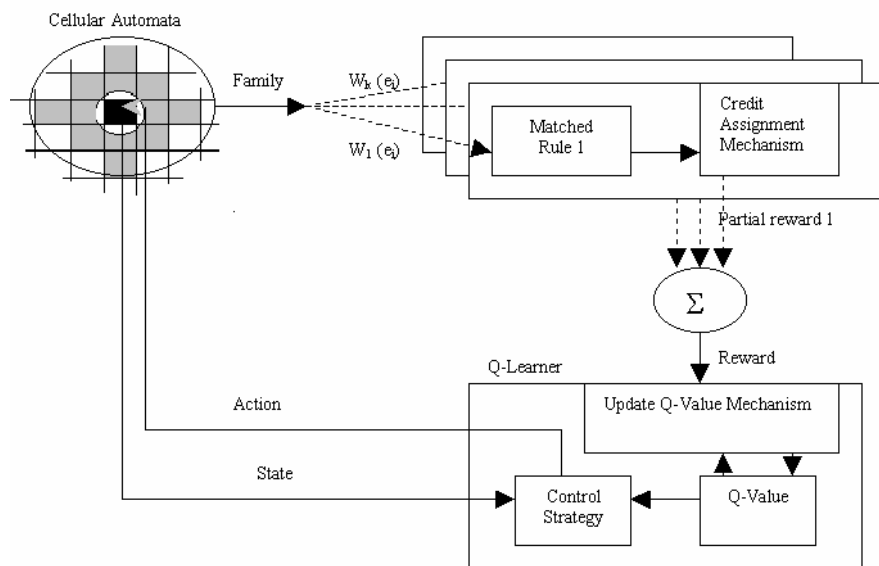 Cellular Automata
Family
Wk (ei)
W1 (ei)
Matched
Rule 1
Credit
Assignment
Mechanism
Partial reward 1
Σ
Reward
Q-Learner
Update Q-Value Mechanism
Action
State
Control
Strategy
Q-Value